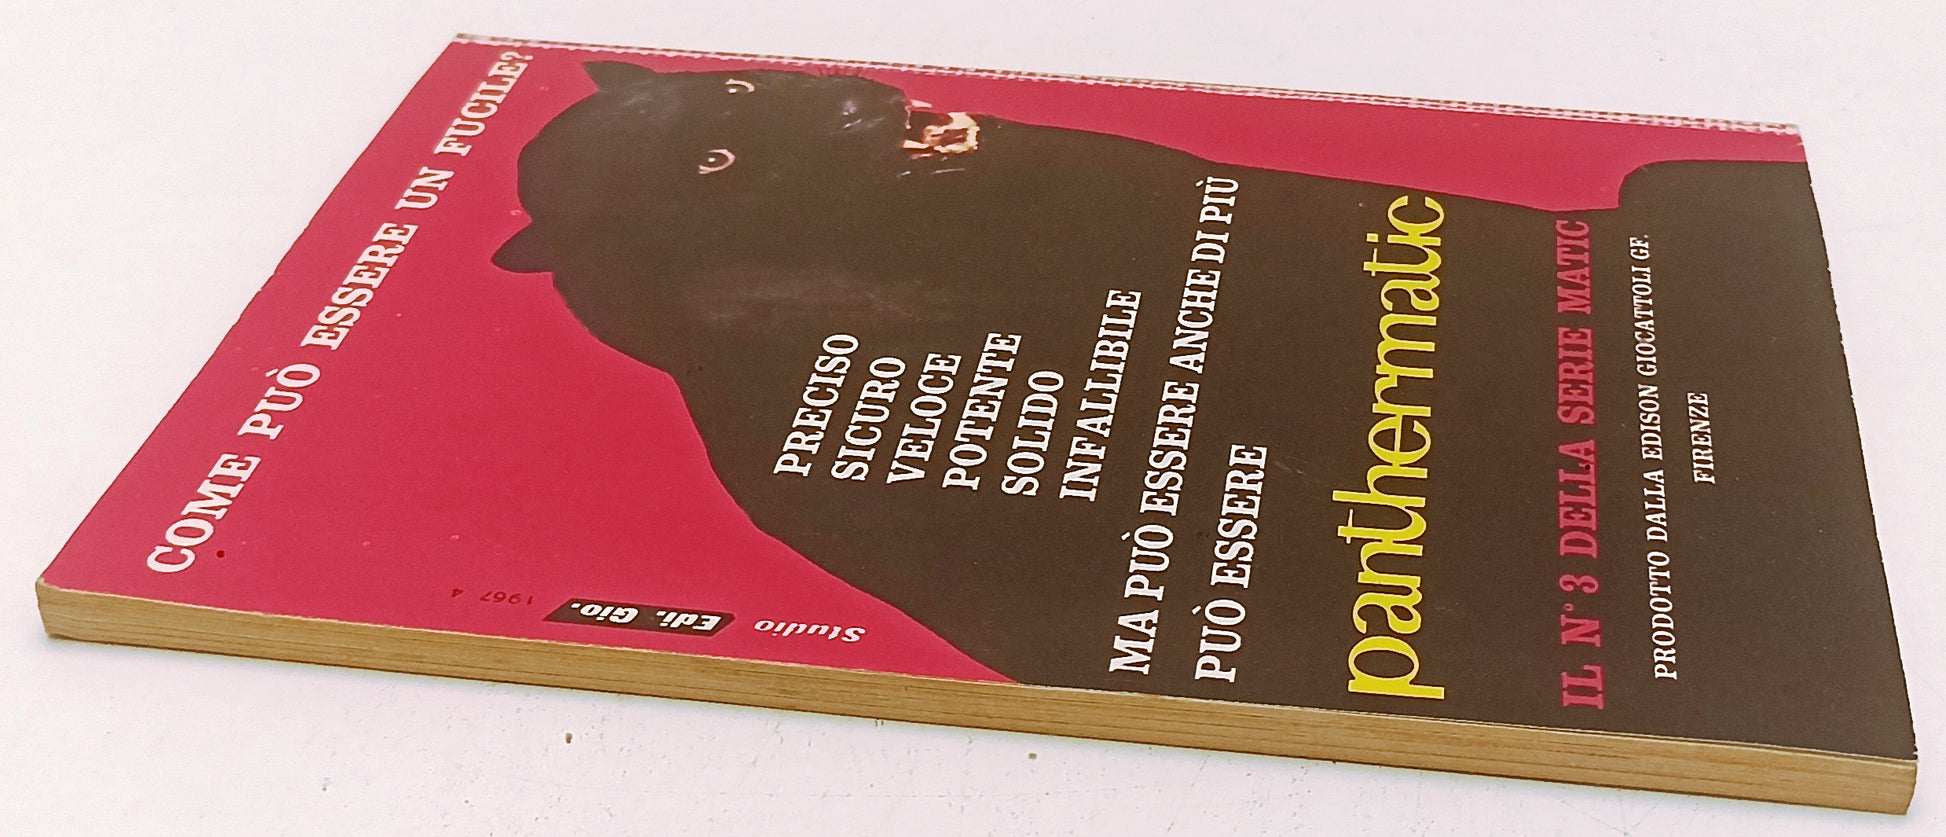 COME PUÒ ESSERE UN FUCILE?
PRECISO
SICURO
VELOCE
POTENTE
SOLIDO
INFALLIBILE
MA PUÒ ESSERE ANCHE DI PIÙ
PUÒ ESSERE
panthermatic
IL N° 3 DELLA SERIE MATIC
PRODOTTO DALLA EDISON GIOCATTOLI GF.
FIRENZE
Studio Edi. Gio. 1967 4